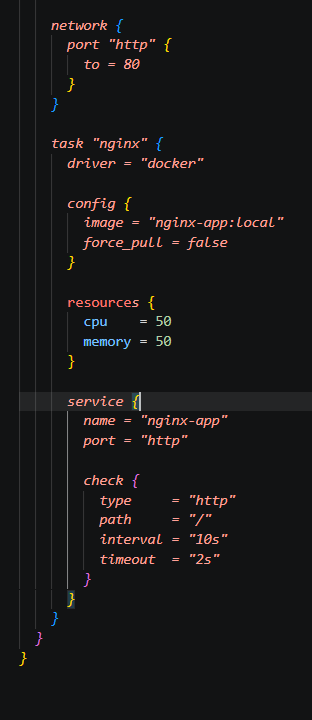 network {
port "http" {
to = 80
}
}
task "nginx" {
driver = "docker"
config {
image = "nginx-app:local"
force_pull = false
}
resources {
cpu    = 50
memory = 50
}
service {
name = "nginx-app"
port = "http"
check {
type     = "http"
path     = "/"
interval = "10s"
timeout  = "2s"
}
}
}
}
}